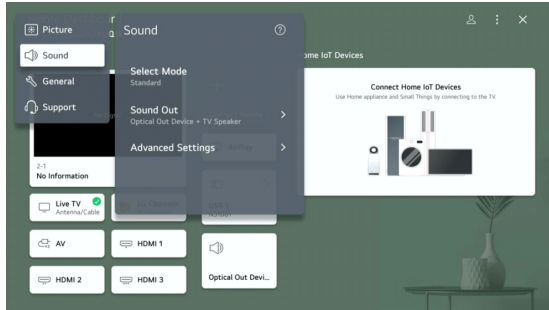 Picture
Sound
General
Support
Sound
Select Mode
Standard
Sound Out
Optical Out Device + TV Speaker
Advanced Settings
ome IoT Devices
Connect Home IoT Devices
Use Home appliance and Small Things by connecting to the TV.
2-1
No Information
Live TV
Antenna/Cable
AV
HDMI 1
HDMI 2
HDMI 3
Optical Out Devi...